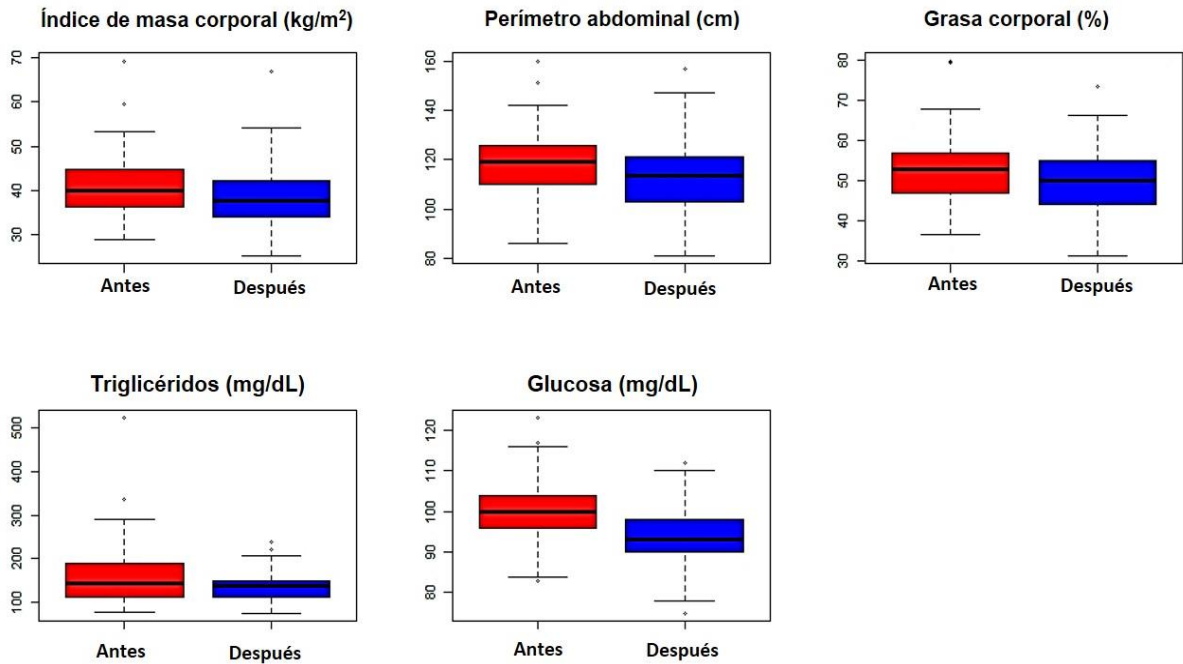 Índice de masa corporal (kg/m²)
70
60
50
40
30
Antes
Después
Perímetro abdominal (cm)
160
140
120
100
80
Antes
Después
Grasa corporal (%)
80
70
60
50
40
30
Antes
Después
Triglicéridos (mg/dL)
500
400
300
200
100
Antes
Después
Glucosa (mg/dL)
120
110
100
90
80
Antes
Después